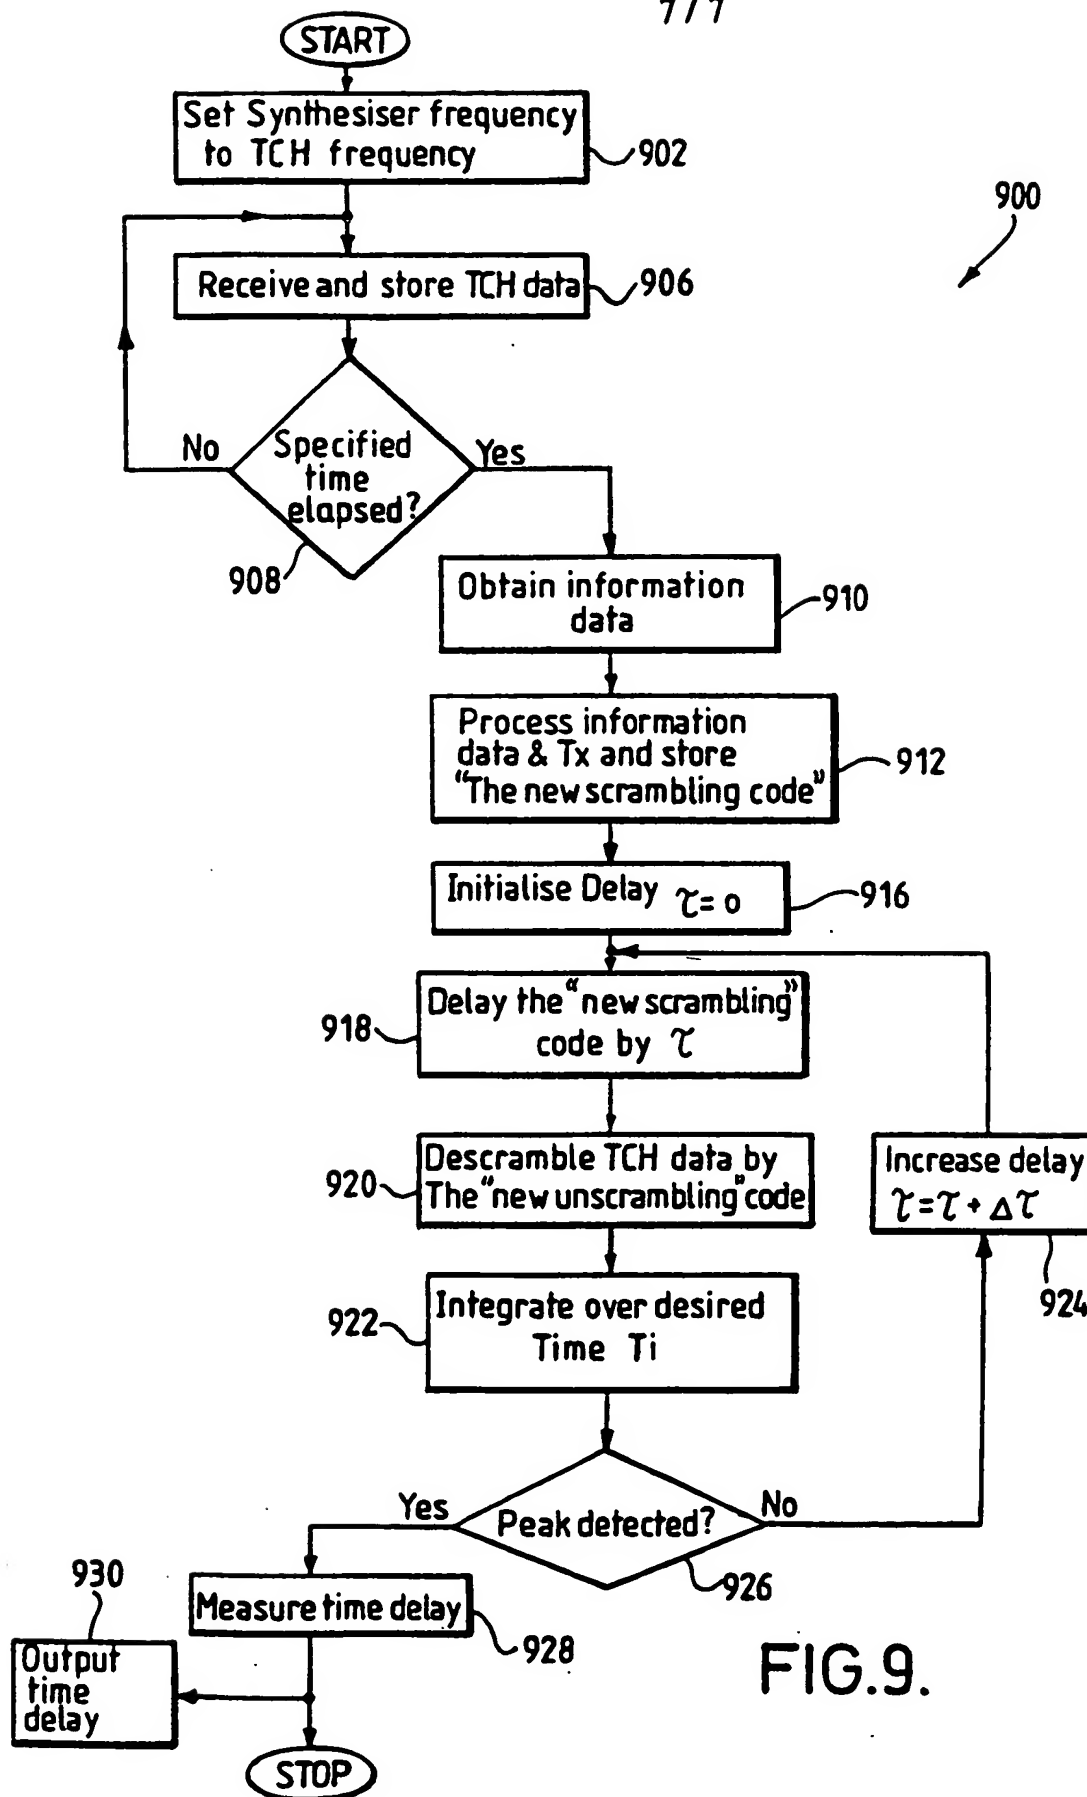 7/7
START
Set Synthesiser frequency
to TCH frequency
902
900
Receive and store TCH data
906
No
Specified
time
elapsed?
Yes
908
Obtain information
data
910
Process information
data & Tx and store
"The new scrambling code"
912
Initialise Delay τ= 0
916
Delay the "new scrambling"
code by τ
918
Descramble TCH data by
The "new unscrambling" code
920
Increase delay
τ=τ + Δτ
924
Integrate over desired
Time Ti
922
Yes
Peak detected?
No
926
930
Measure time delay
928
Output
time
delay
STOP
FIG.9.